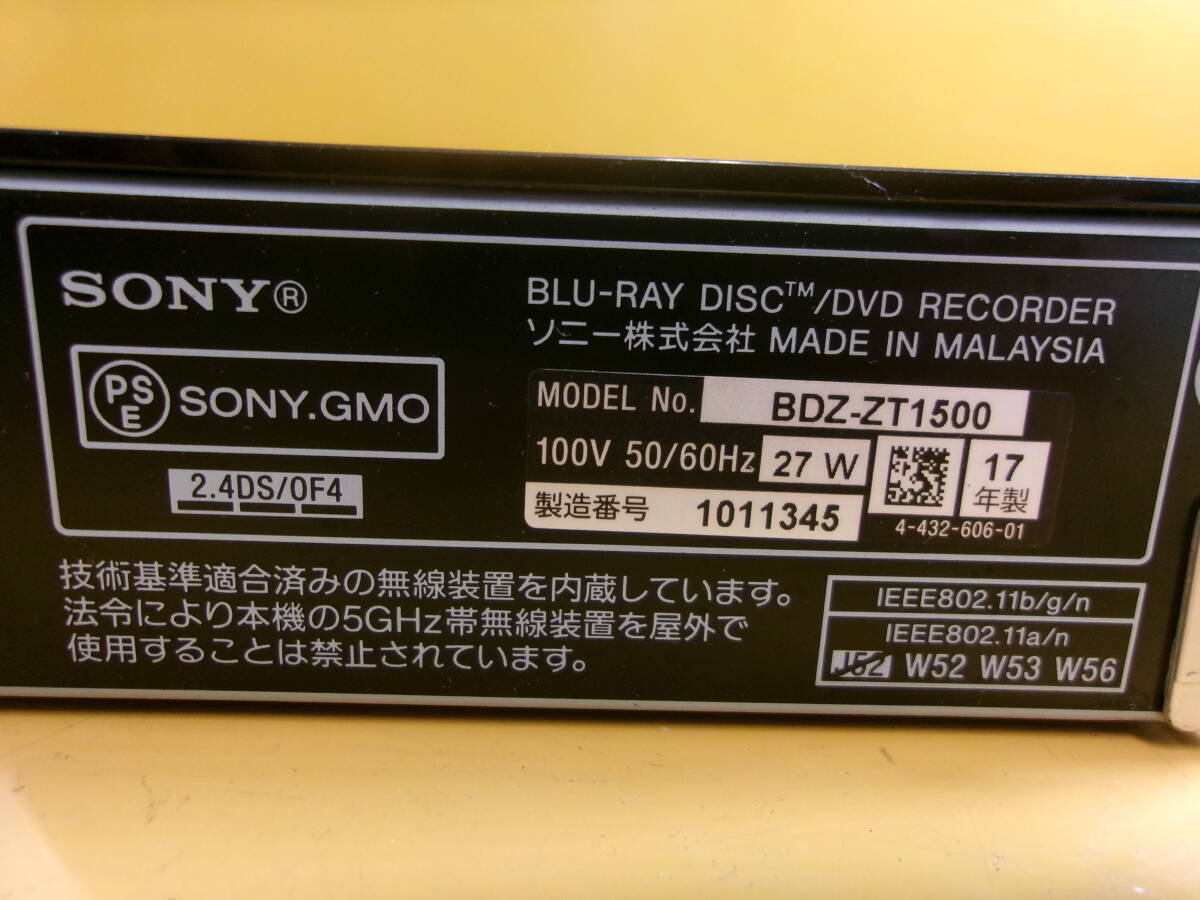 SONY®
BLU-RAY DISC™/DVD RECORDER
ソニー株式会社 MADE IN MALAYSIA
PSE SONY.GMO
2.4DS/OF4
MODEL No. BDZ-ZT1500
100V 50/60Hz 27 W
製造番号 1011345
17
年製
4-432-606-01
技術基準適合済みの無線装置を内蔵しています。
法令により本機の5GHz帯無線装置を屋外で
使用することは禁止されています。
IEEE802.11b/g/n
IEEE802.11a/n
J52 W52 W53 W56